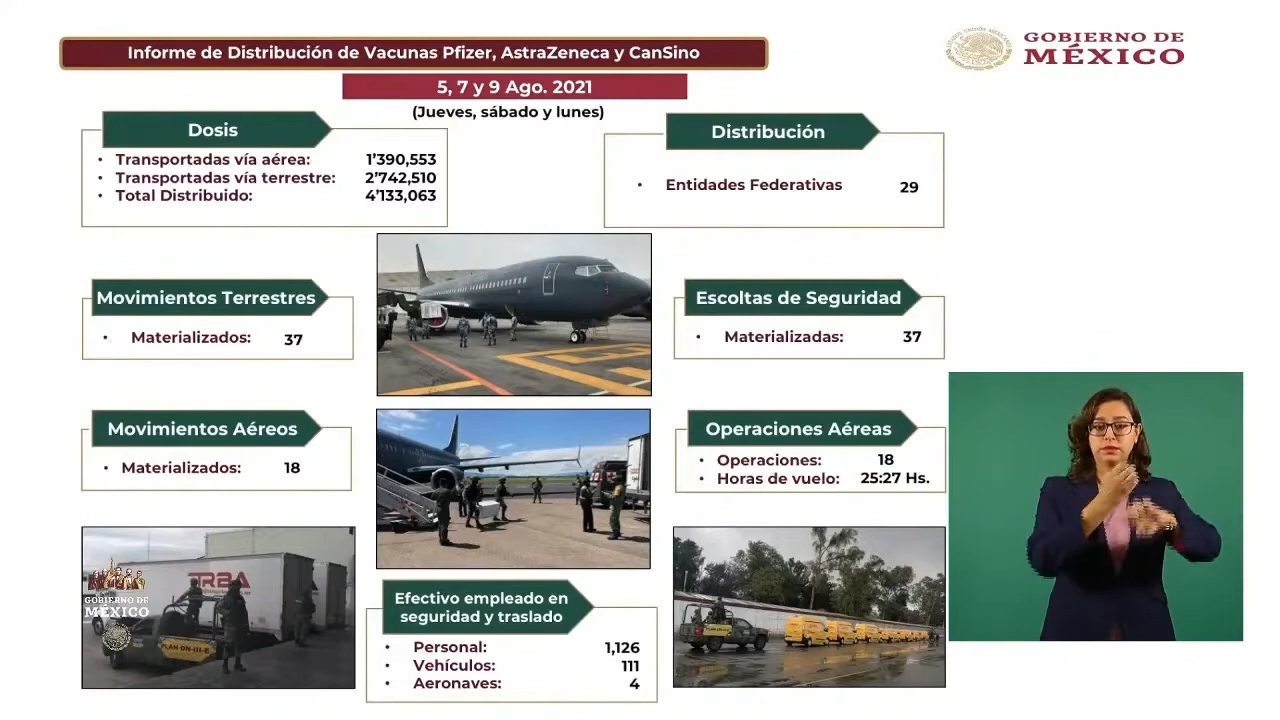 Informe de Distribución de Vacunas Pfizer, AstraZeneca y CanSino
GOBIERNO DE
MÉXICO
5, 7 y 9 Ago. 2021
(Jueves, sábado y lunes)
Dosis
• Transportadas vía aérea: 1’390,553
• Transportadas vía terrestre: 2’742,510
• Total Distribuido: 4’133,063
Distribución
• Entidades Federativas 29
Movimientos Terrestres
• Materializados: 37
Escoltas de Seguridad
• Materializadas: 37
Movimientos Aéreos
• Materializados: 18
Operaciones Aéreas
• Operaciones: 18
• Horas de vuelo: 25:27 Hs.
TRBA
GOBIERNO DE
MÉXICO
PLAN DN-III-E
Efectivo empleado en
seguridad y traslado
• Personal: 1,126
• Vehículos: 111
• Aeronaves: 4